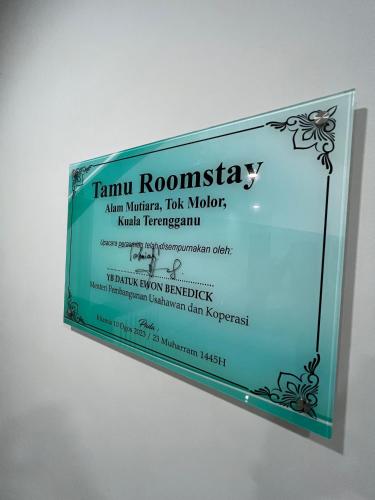 Tamu Roomstay
Alam Mutiara, Tok Molor,
Kuala Terengganu
Upacara perasmian telah disempurnakan oleh:
YB DATUK EWON BENEDICK
Menteri Pembangunan Usahawan dan Koperasi
Pada :
Khamis 10 Ogos 2023 / 23 Muharram 1445H